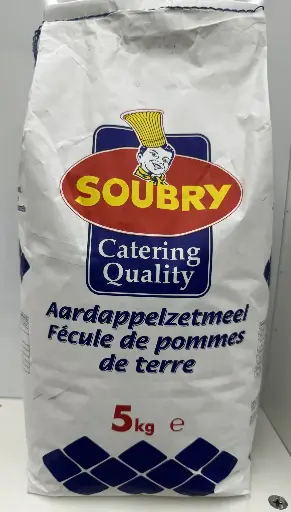 SOUBRY
Catering
Quality
Aardappelzetmeel
Fécule de pommes
de terre
5kg e